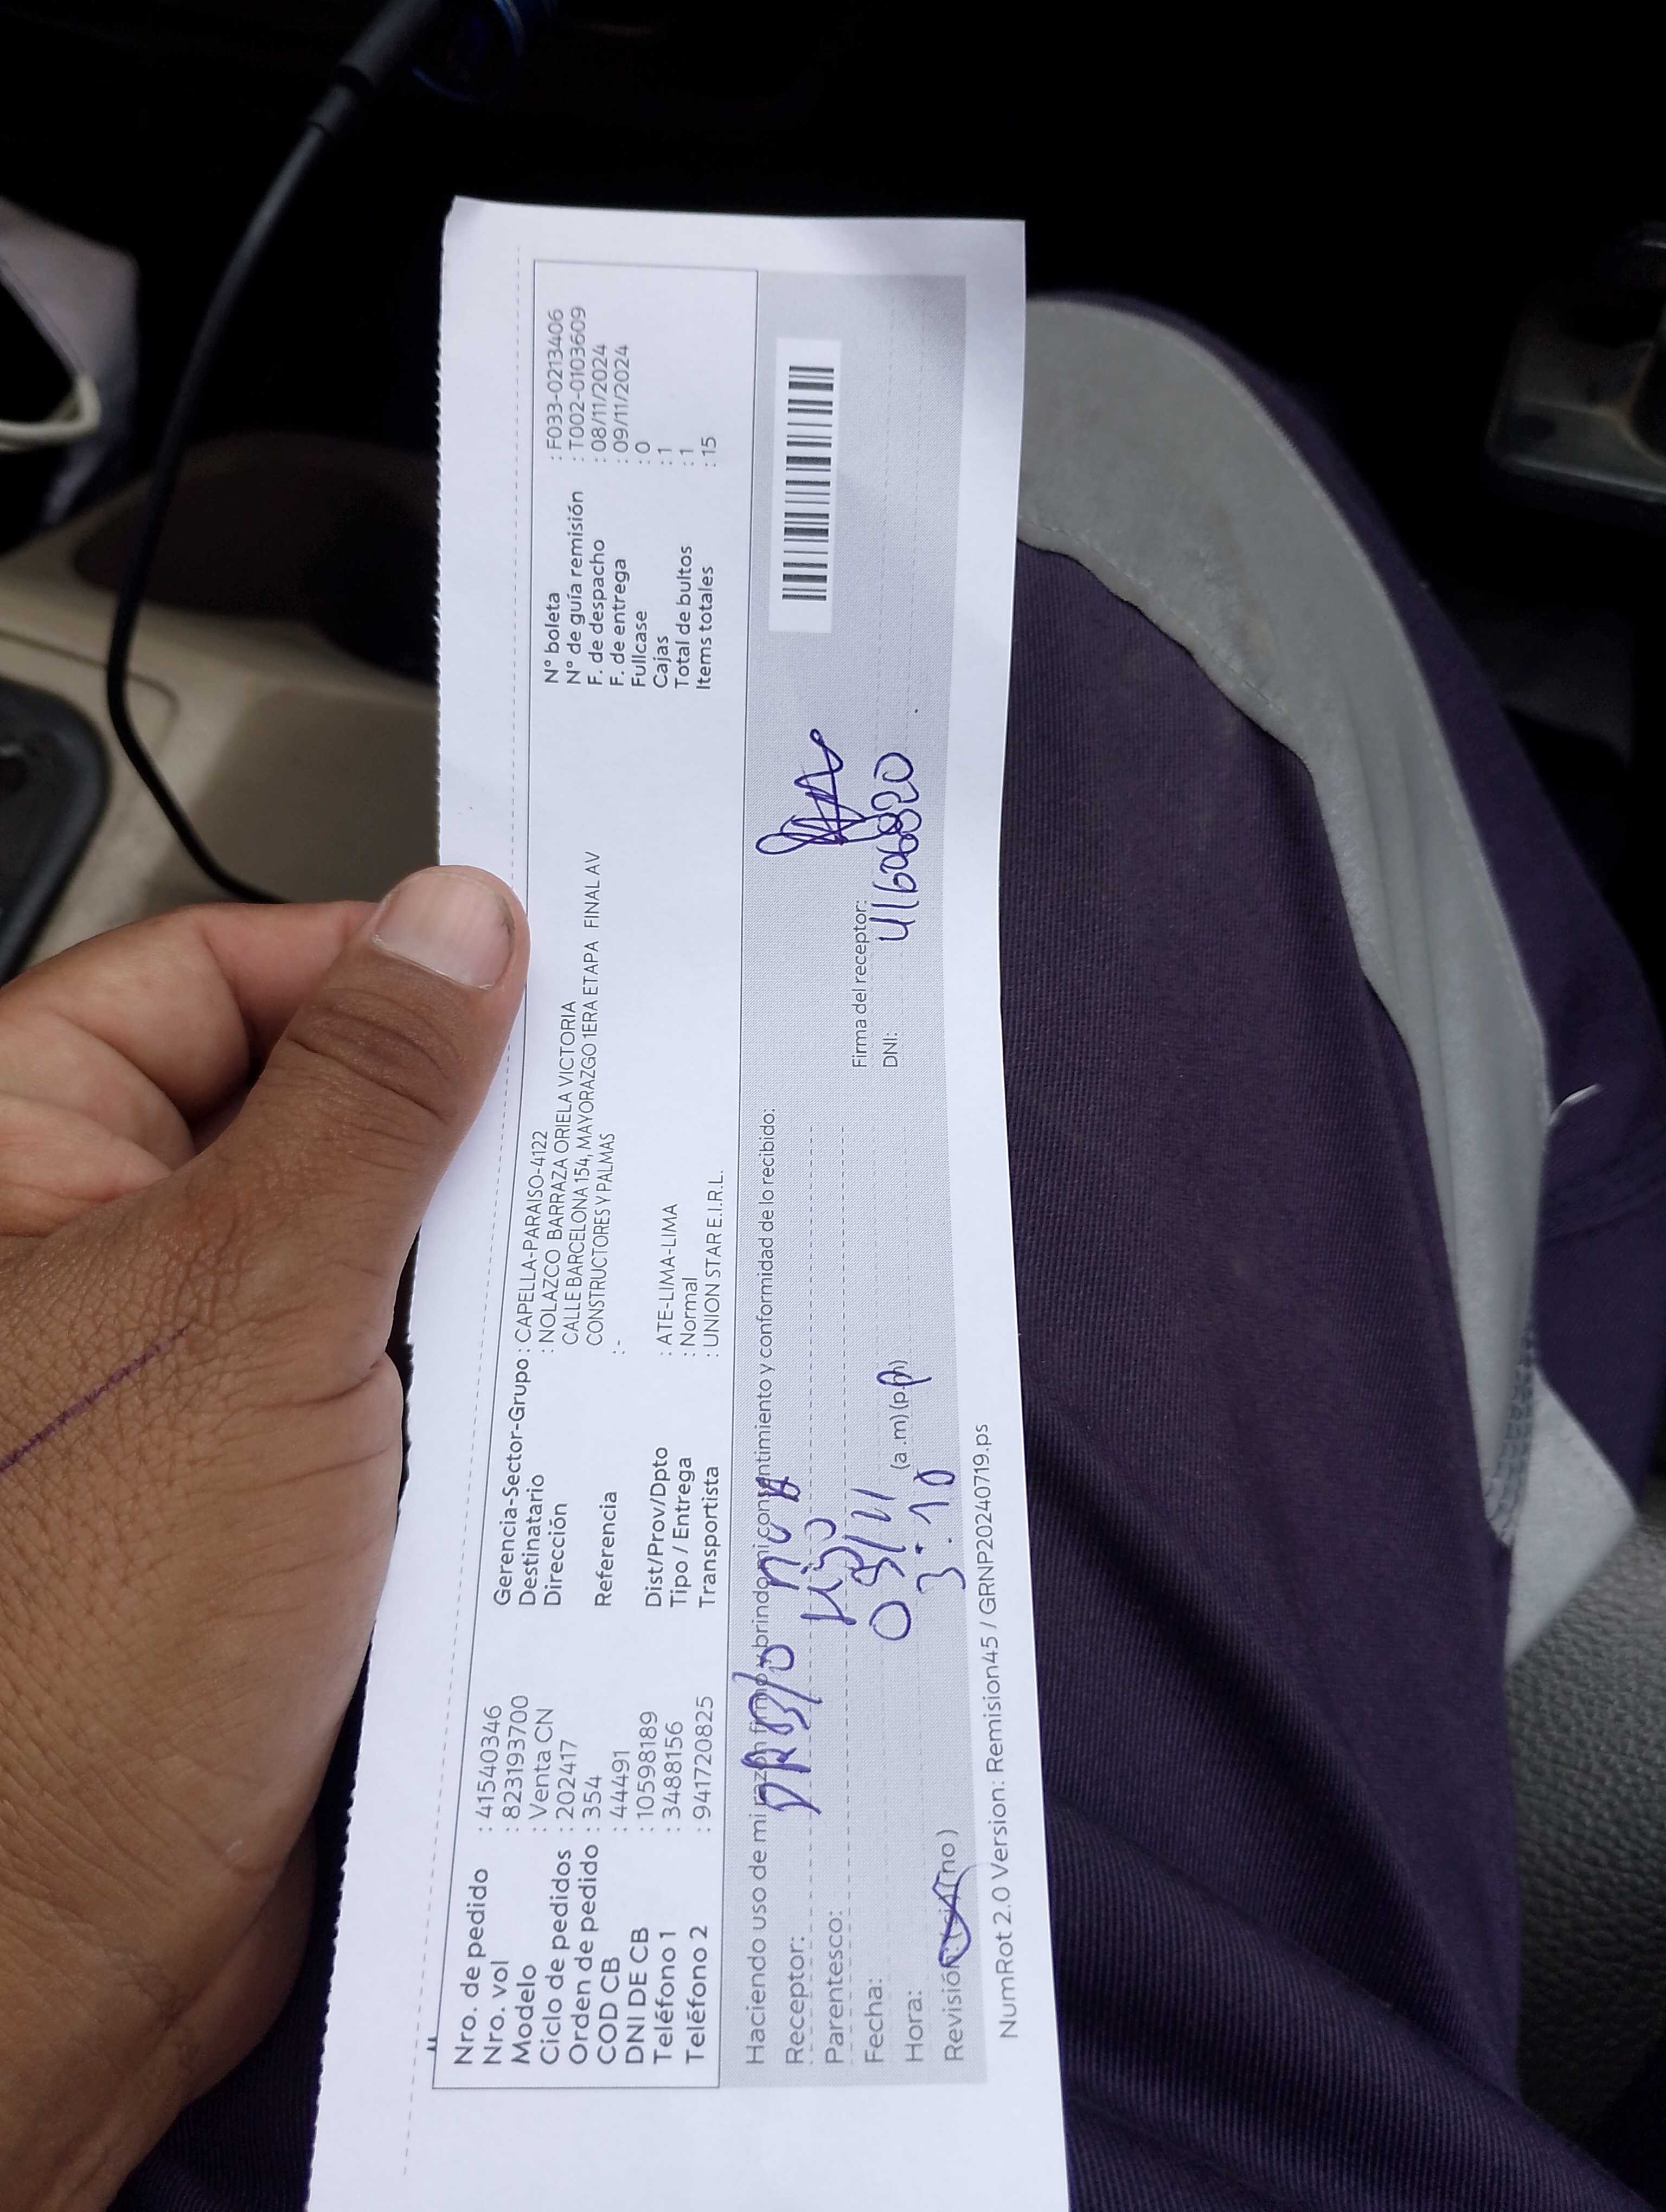 Nro. de pedido : 41540346
Nro. vol : 823193700
Modelo : Venta CN
Ciclo de pedidos : 202417
Orden de pedido : 354
COD CB : 44491
DNI DE CB : 10598189
Teléfono 1 : 3488156
Teléfono 2 : 941720825
Gerencia-Sector-Grupo : CAPELLA-PARAISO-4122
Destinatario : NOLAZCO BARRAZA ORIELA VICTORIA
Dirección CALLE BARCELONA 154, MAYORAZGO 1ERA ETAPA FINAL AV
CONSTRUCTORES Y PALMAS
Referencia : -
Dist/Prov/Dpto : ATE-LIMA-LIMA
Tipo / Entrega : Normal
Transportista : UNION STAR E.I.R.L.
N° boleta : F033-0213406
N° de guía remisión : T002-0103609
F. de despacho : 08/11/2024
F. de entrega : 09/11/2024
Fullcase : 0
Cajas : 1
Total de bultos : 1
Items totales : 15
Haciendo uso de mi razón firmo y brindo mi consentimiento y conformidad de lo recibido:
Receptor:
Parentesco:
Fecha: 09/11
Hora: 3:10 (a.m) (p.m)
Revisión: (si) (no)
Firma del receptor:
DNI:
NumRot 2.0 Version: Remision45 / GRNP20240719.ps